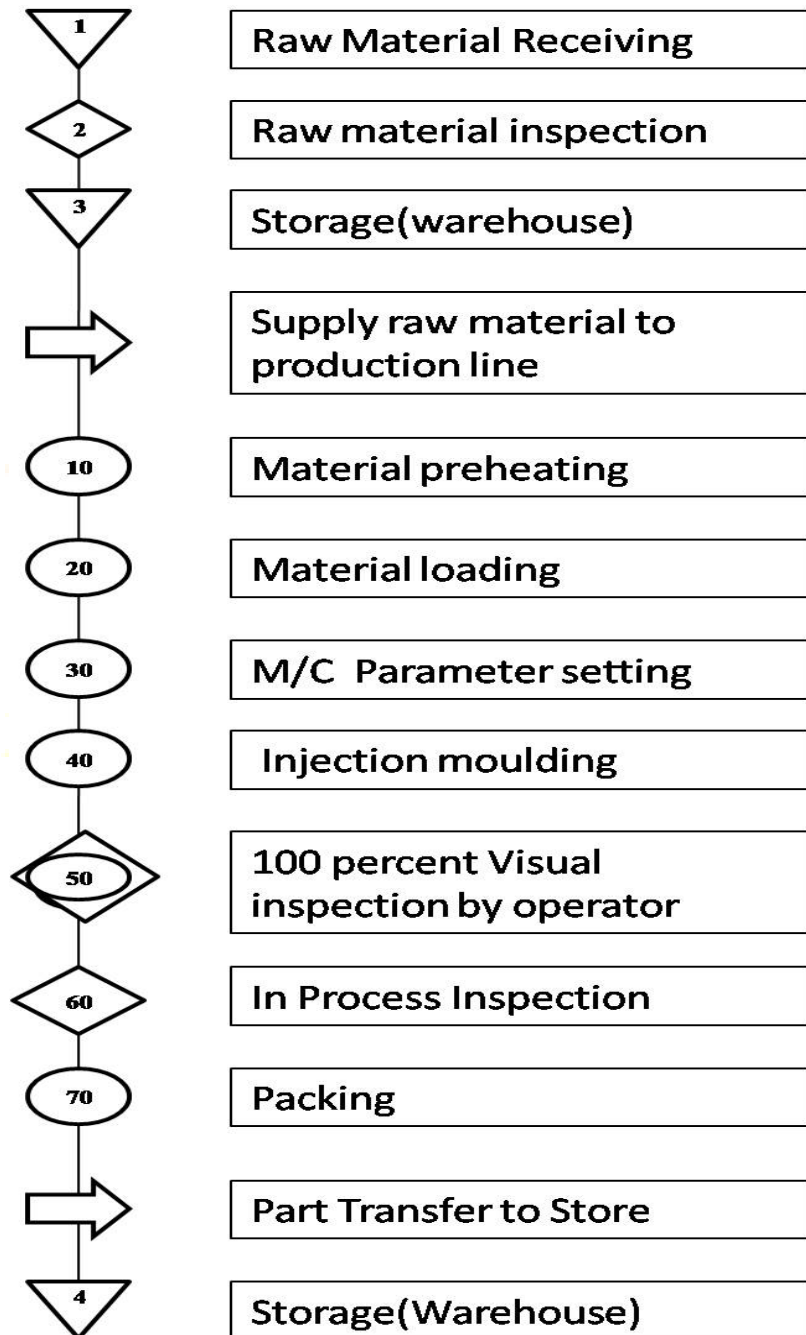 1
Raw Material Receiving
2
Raw material inspection
3
Storage(warehouse)
Supply raw material to
production line
10
Material preheating
20
Material loading
30
M/C Parameter setting
40
Injection moulding
50
100 percent Visual
inspection by operator
60
In Process Inspection
70
Packing
Part Transfer to Store
4
Storage(Warehouse)